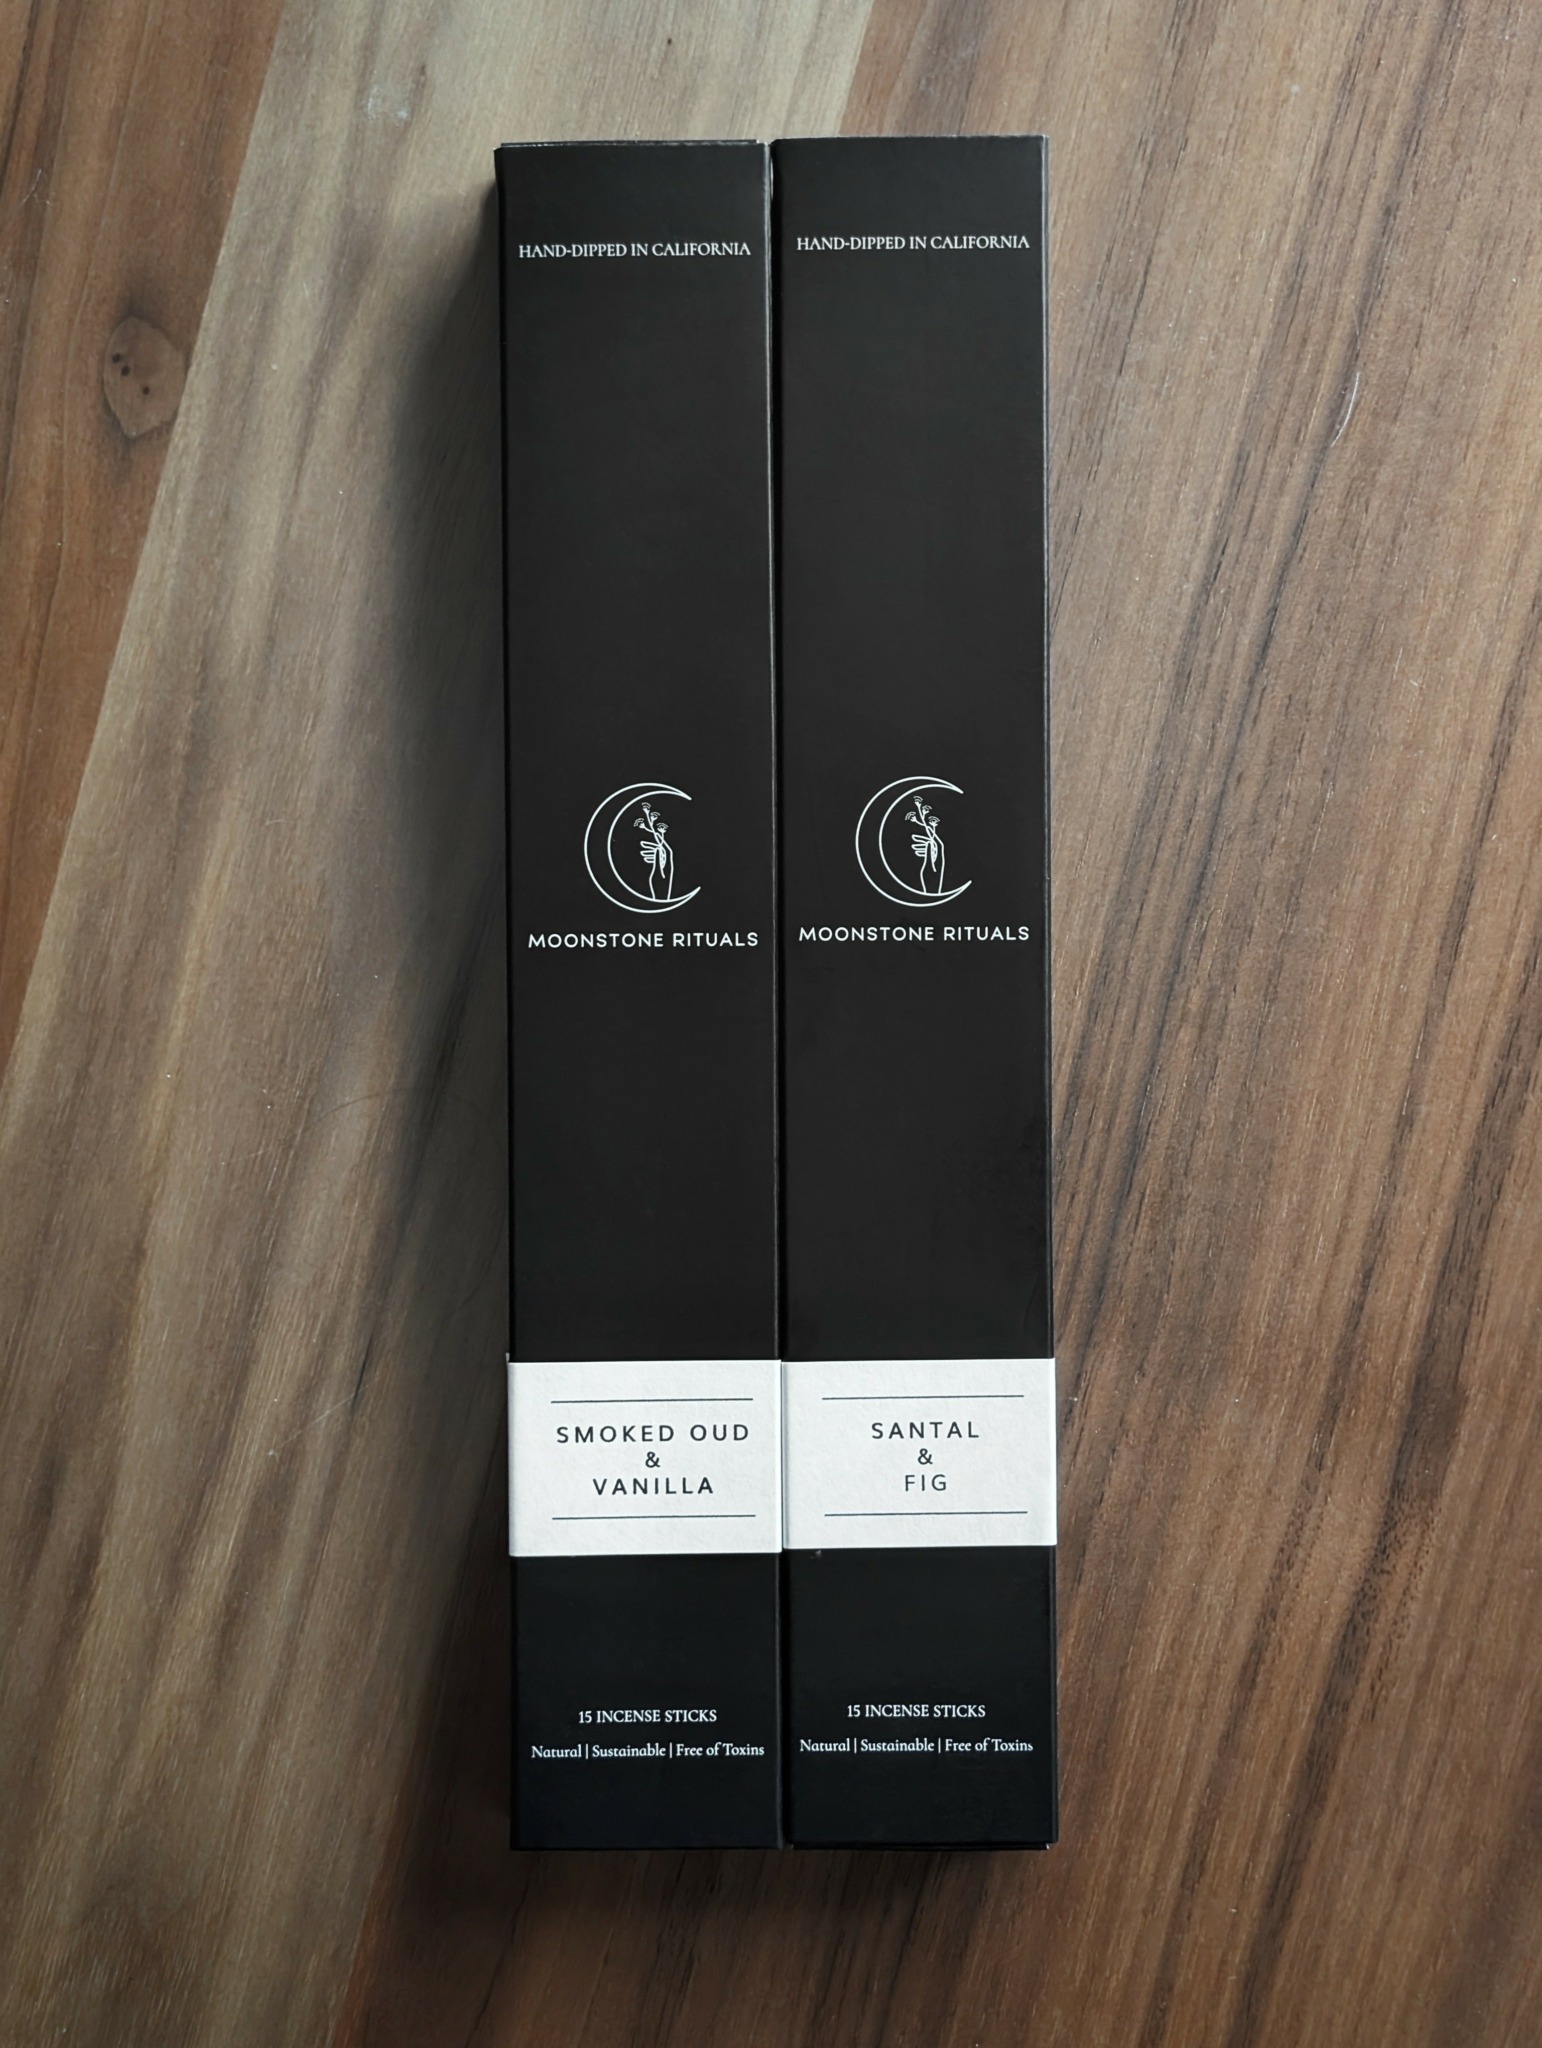 HAND-DIPPED IN CALIFORNIA
MOONSTONE RITUALS
SMOKED OUD
&
VANILLA
15 INCENSE STICKS
Natural | Sustainable | Free of Toxins
HAND-DIPPED IN CALIFORNIA
MOONSTONE RITUALS
SANTAL
&
FIG
15 INCENSE STICKS
Natural | Sustainable | Free of Toxins